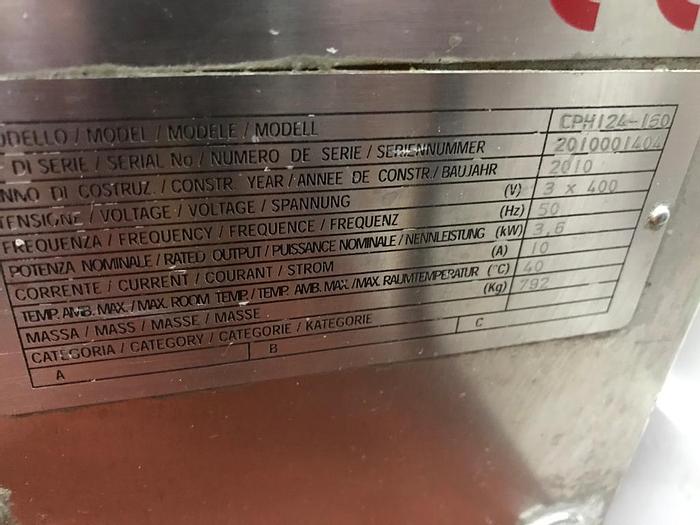 ODELLO / MODEL / MODELE / MODELL CPH124-160
DI SERIE / SERIAL No / NUMERO DE SERIE / SERIENNUMMER 2010001404
NNO DI COSTRUZ. / CONSTR. YEAR / ANNEE DE CONSTR. / BAUJAHR 2010
TENSIGNE / VOLTAGE / VOLTAGE / SPANNUNG (V) 3 x 400
FREQUENZA / FREQUENCY / FREQUENCE / FREQUENZ (Hz) 50
POTENZA NOMINALE / RATED OUTPUT / PUISSANCE NOMINALE / NENNLEISTUNG (kW) 3,6
CORRENTE / CURRENT / COURANT / STROM (A) 10
TEMP. AMB. MAX. / MAX. ROOM TEMP. / TEMP. AMB. MAX. / MAX. RAUMTEMPERATUR (°C) 40
MASSA / MASS / MASSE / MASSE (Kg) 792
CATEGORIA / CATEGORY / CATEGORIE / KATEGORIE
A B C